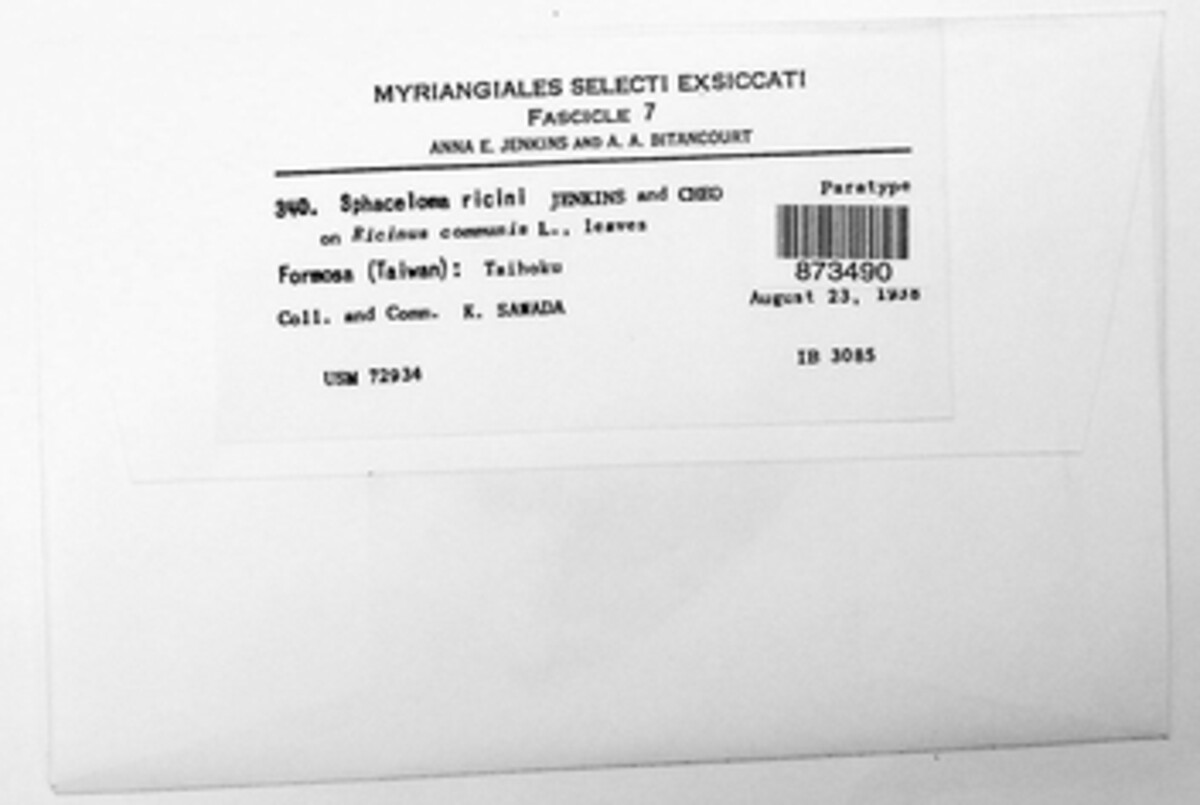 MYRIANGIALES SELECTI EXSICCATI
FASCICLE 7
ANNA E. JENKINS AND A. A. BITANCOURT
340. Sphaceloma ricini JENKINS and CHEO
Paratype
on Ricinus communis L., leaves
873490
Formosa (Taiwan): Taihoku
August 23,
Coll. and Comm. K. SAWADA
IB 3085
USM 72934